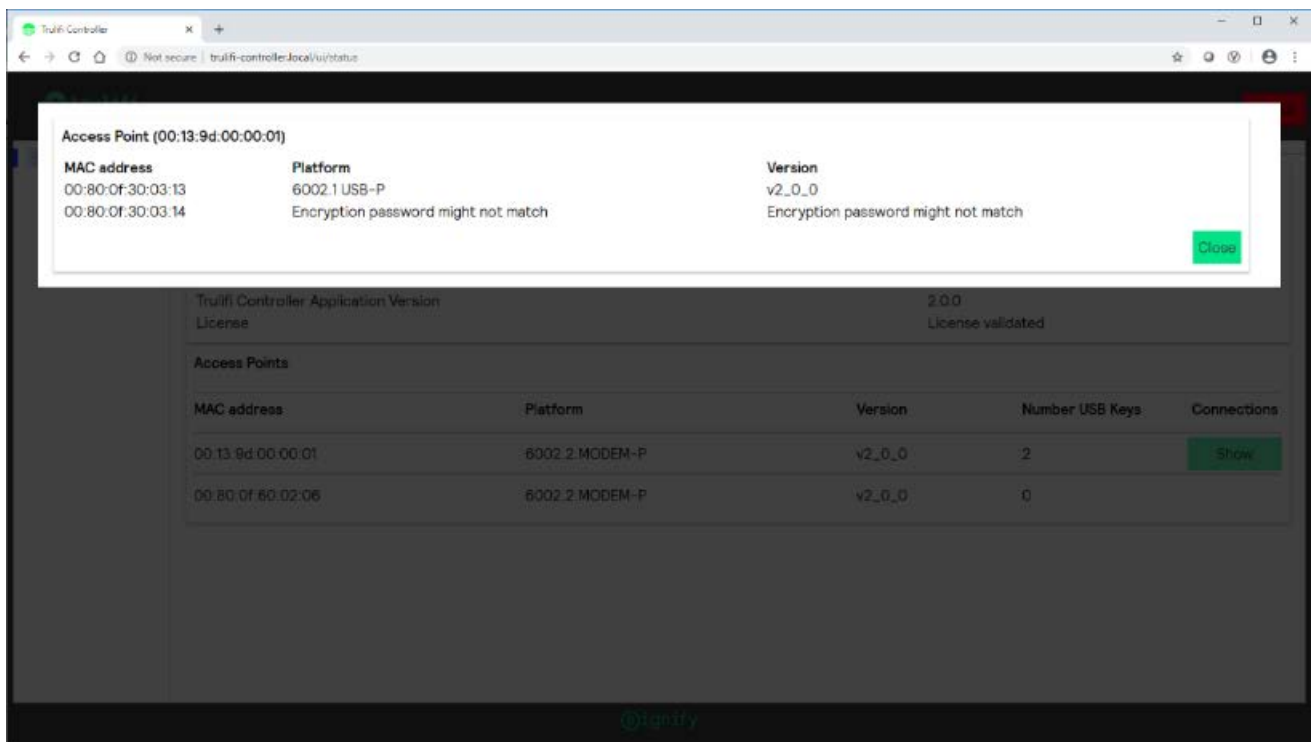 Trulifi Controller
Not secure | trulifi-controller.local/ui/status
Access Point (00:13:9d:00:00:01)
MAC address Platform Version
00:80:0f:30:03:13 6002.1 USB-P v2_0_0
00:80:0f:30:03:14 Encryption password might not match Encryption password might not match
Close
Trulifi Controller Application Version 2.0.0
License License validated
Access Points
MAC address Platform Version Number USB Keys Connections
00:13:9d:00:00:01 6002.2.MODEM-P v2_0_0 2 Show
00:80:0f:60:02:06 6002.2.MODEM-P v2_0_0 0
Signify